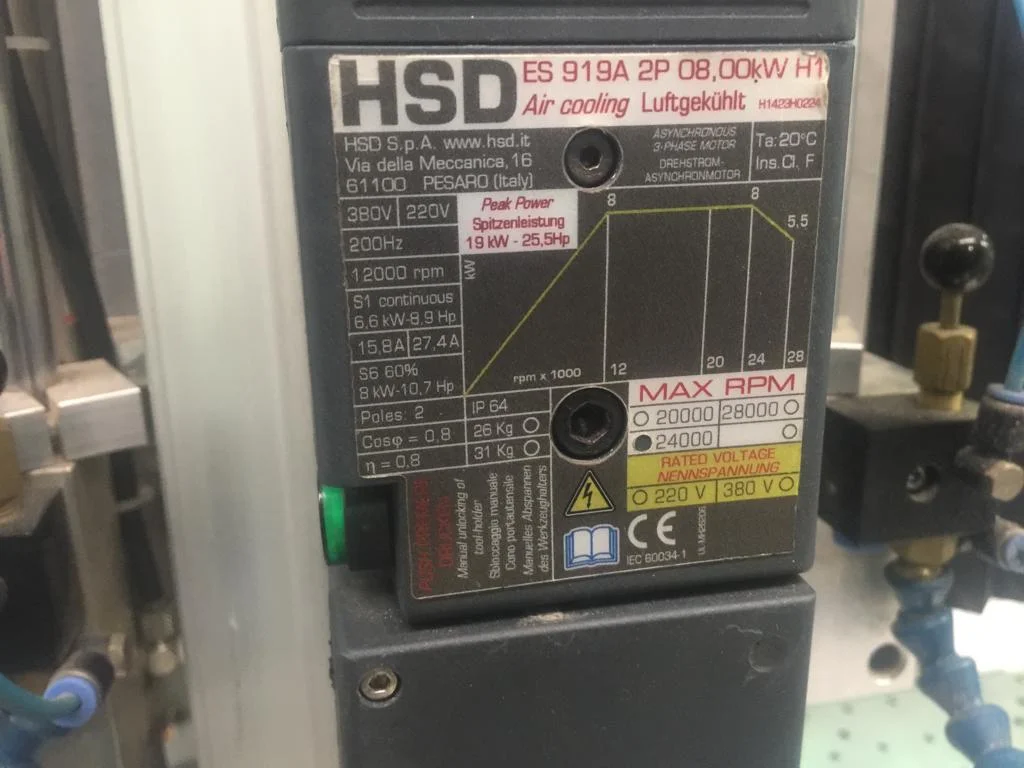 HSD
ES 919A 2P 08,00kW H1
Air cooling Luftgekühlt H1423H0224
HSD S.p.A. www.hsd.it
Via della Meccanica,16
61100 PESARO (Italy)
ASYNCHRONOUS
3-PHASE MOTOR
DREHSTROM-
ASYNCHRONMOTOR
Ta:20°C
Ins.Cl. F
380V 220V
200Hz
12000 rpm
S1 continuous
6,6 kW-8,9 Hp
15,8A 27,4A
S6 60%
8 kW-10,7 Hp
Poles: 2
Cosφ = 0,8
η = 0,8
IP 64
26 Kg
31 Kg
Peak Power
Spitzenleistung
19 kW - 25,5Hp
kW
8
8
5,5
rpm x 1000
12
20
24
28
MAX RPM
20000 28000
24000
RATED VOLTAGE
NENNSPANNUNG
220 V 380 V
Manual unlocking of
tool-holder
Sbloccaggio manuale
Cono portautensile
Manuelles Abspannen
des Werkzeughalters
CE
IEC 60034-1